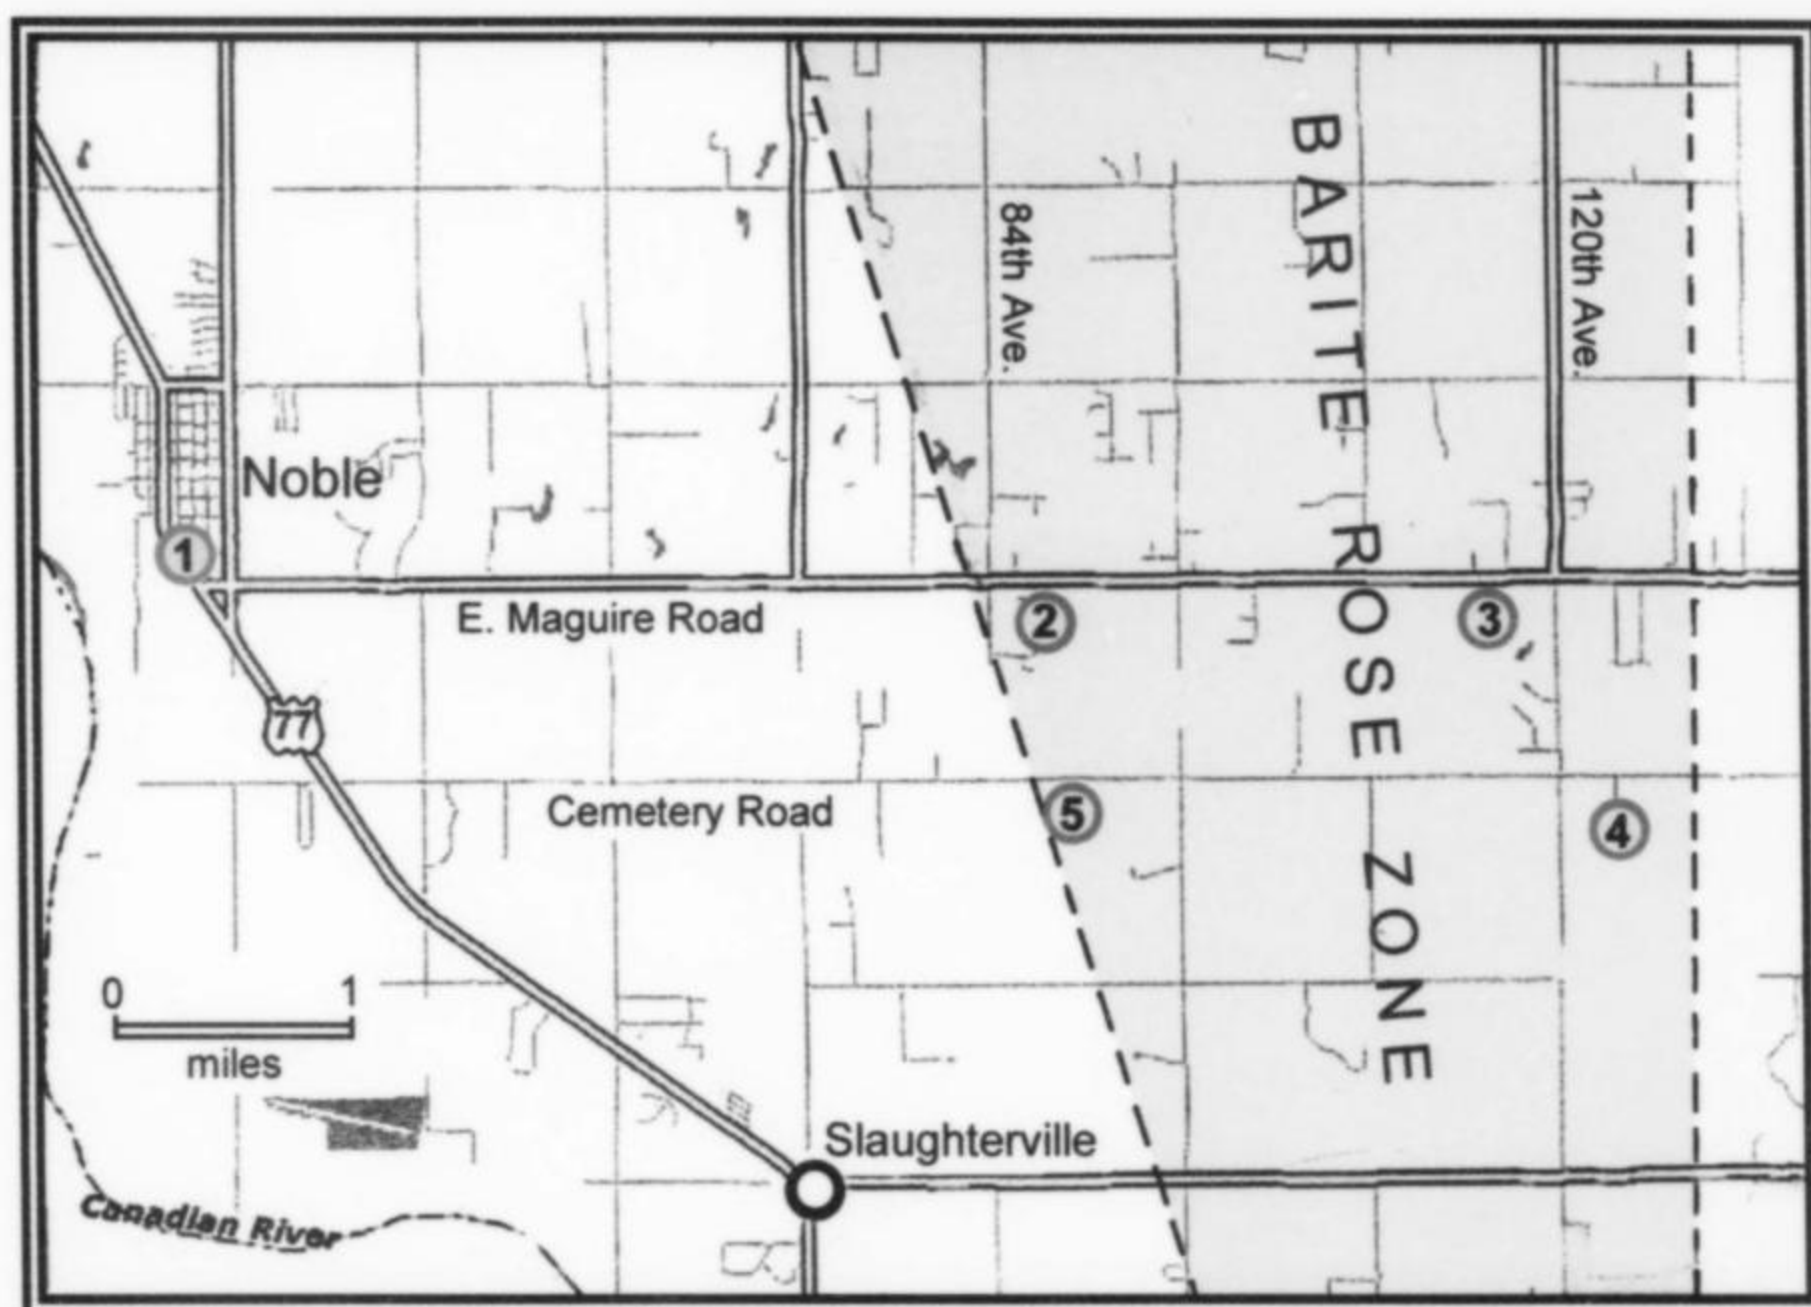 BARITE ROSE ZONE
84th Ave.
120th Ave.
Noble
1
E. Maguire Road
2
3
77
Cemetery Road
5
4
0 1
miles
Slaughterville
Canadian River